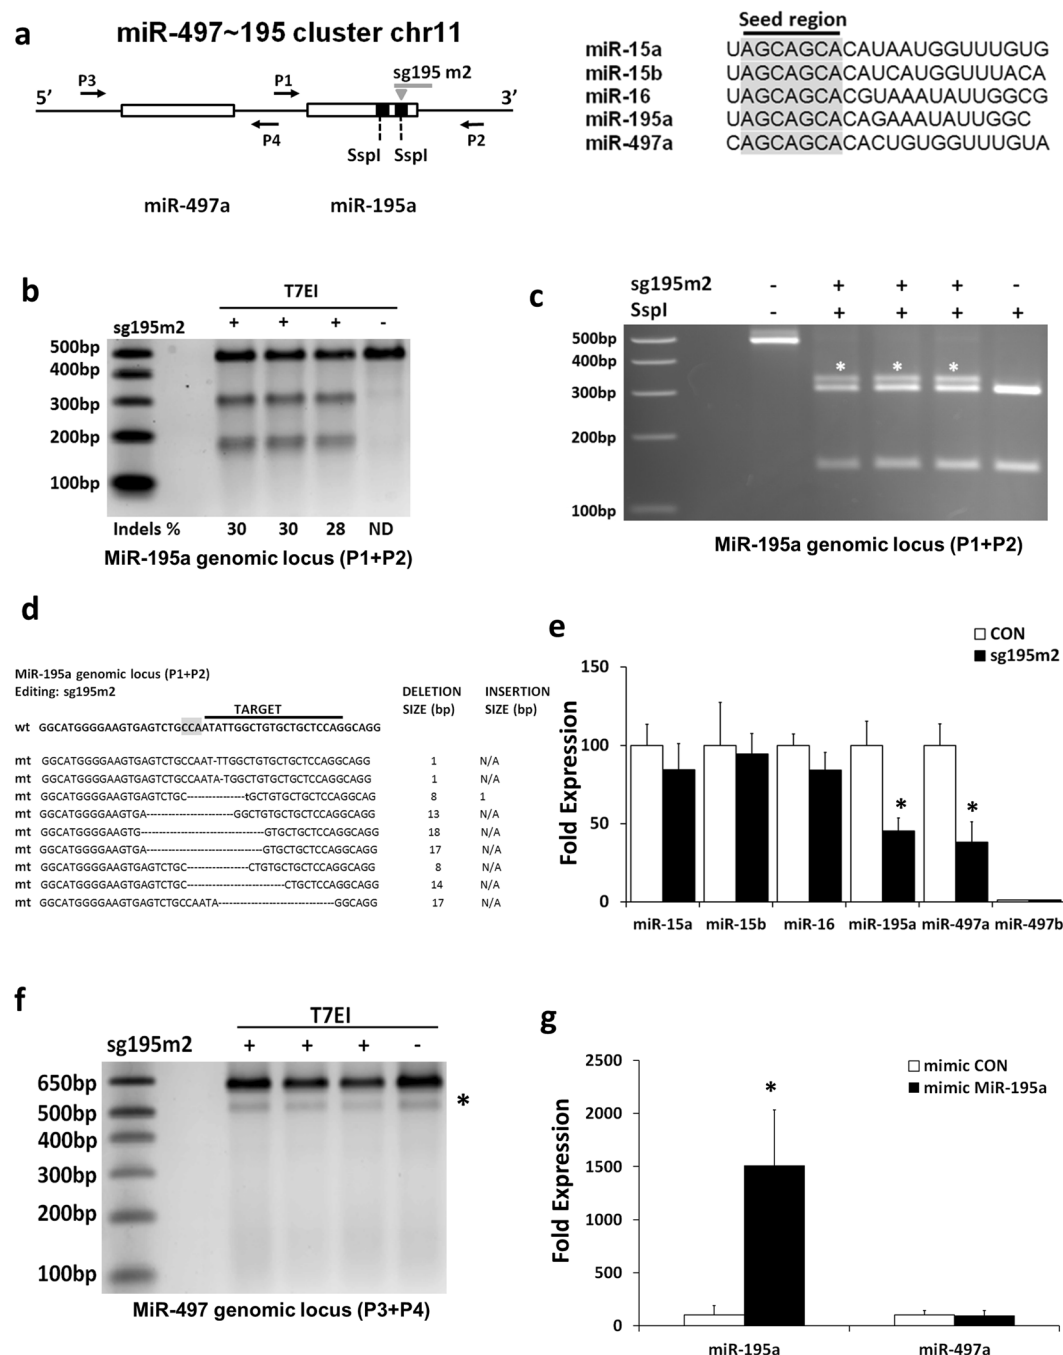 a
miR-497~195 cluster chr11
sg195 m2
P3
P1
5’
3’
P4
P2
SspI SspI
miR-497a
miR-195a
Seed region
miR-15a UAGCAGCACAUAAUGGUUUGUG
miR-15b UAGCAGCACAUCAUGGUUUACA
miR-16 UAGCAGCACGUAAAUAUUGGCG
miR-195a UAGCAGCACAGAAAUAUUGGC
miR-497a CAGCAGCACACUGUGGUUUGUA
b
T7EI
sg195m2 + + + -
500bp
400bp
300bp
200bp
100bp
Indels % 30 30 28 ND
MiR-195a genomic locus (P1+P2)
c
sg195m2 - + + + -
SspI - + + + +
500bp
400bp
300bp
200bp
100bp
* * *
MiR-195a genomic locus (P1+P2)
d
MiR-195a genomic locus (P1+P2)
Editing: sg195m2
DELETION SIZE (bp)
INSERTION SIZE (bp)
TARGET
wt GGCATGGGGAAGTGAGTCTGCCAATATTGGCTGTGCTGCTCCAGGCAGG
mt GGCATGGGGAAGTGAGTCTGCCAAT-TTGGCTGTGCTGCTCCAGGCAGG 1 N/A
mt GGCATGGGGAAGTGAGTCTGCCAATA-TGGCTGTGCTGCTCCAGGCAGG 1 N/A
mt GGCATGGGGAAGTGAGTCTGC---------------tGCTGTGCTGCTCCAGGCAG 8 1
mt GGCATGGGGAAGTGA----------------------GGCTGTGCTGCTCCAGGCAGG 13 N/A
mt GGCATGGGGAAGTG-------------------------------GTGCTGCTCCAGGCAGG 18 N/A
mt GGCATGGGGAAGTGA-----------------------------GTGCTGCTCCAGGCAGG 17 N/A
mt GGCATGGGGAAGTGAGTCTGC----------------CTGTGCTGCTCCAGGCAGG 8 N/A
mt GGCATGGGGAAGTGAGTCTGC-------------------------CTGCTCCAGGCAGG 14 N/A
mt GGCATGGGGAAGTGAGTCTGCCAATA------------------------------GGCAGG 17 N/A
e
CON
sg195m2
Fold Expression
150
100
50
0
* *
miR-15a miR-15b miR-16 miR-195a miR-497a miR-497b
f
T7EI
sg195m2 + + + -
650bp
500bp
400bp
300bp
200bp
100bp
*
MiR-497 genomic locus (P3+P4)
g
mimic CON
mimic MiR-195a
Fold Expression
2500
2000
1500
1000
500
0
*
miR-195a miR-497a